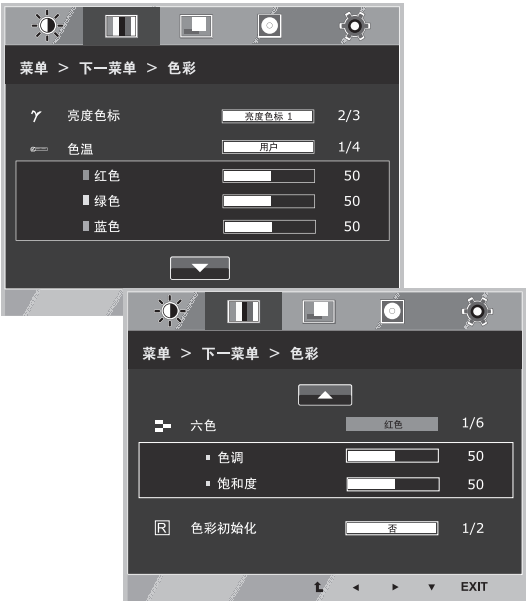 菜单 > 下一菜单 > 色彩
γ 亮度色标 亮度色标 1 2/3
色温 用户 1/4
红色 50
绿色 50
蓝色 50
菜单 > 下一菜单 > 色彩
六色 红色 1/6
色调 50
饱和度 50
R 色彩初始化 否 1/2
EXIT